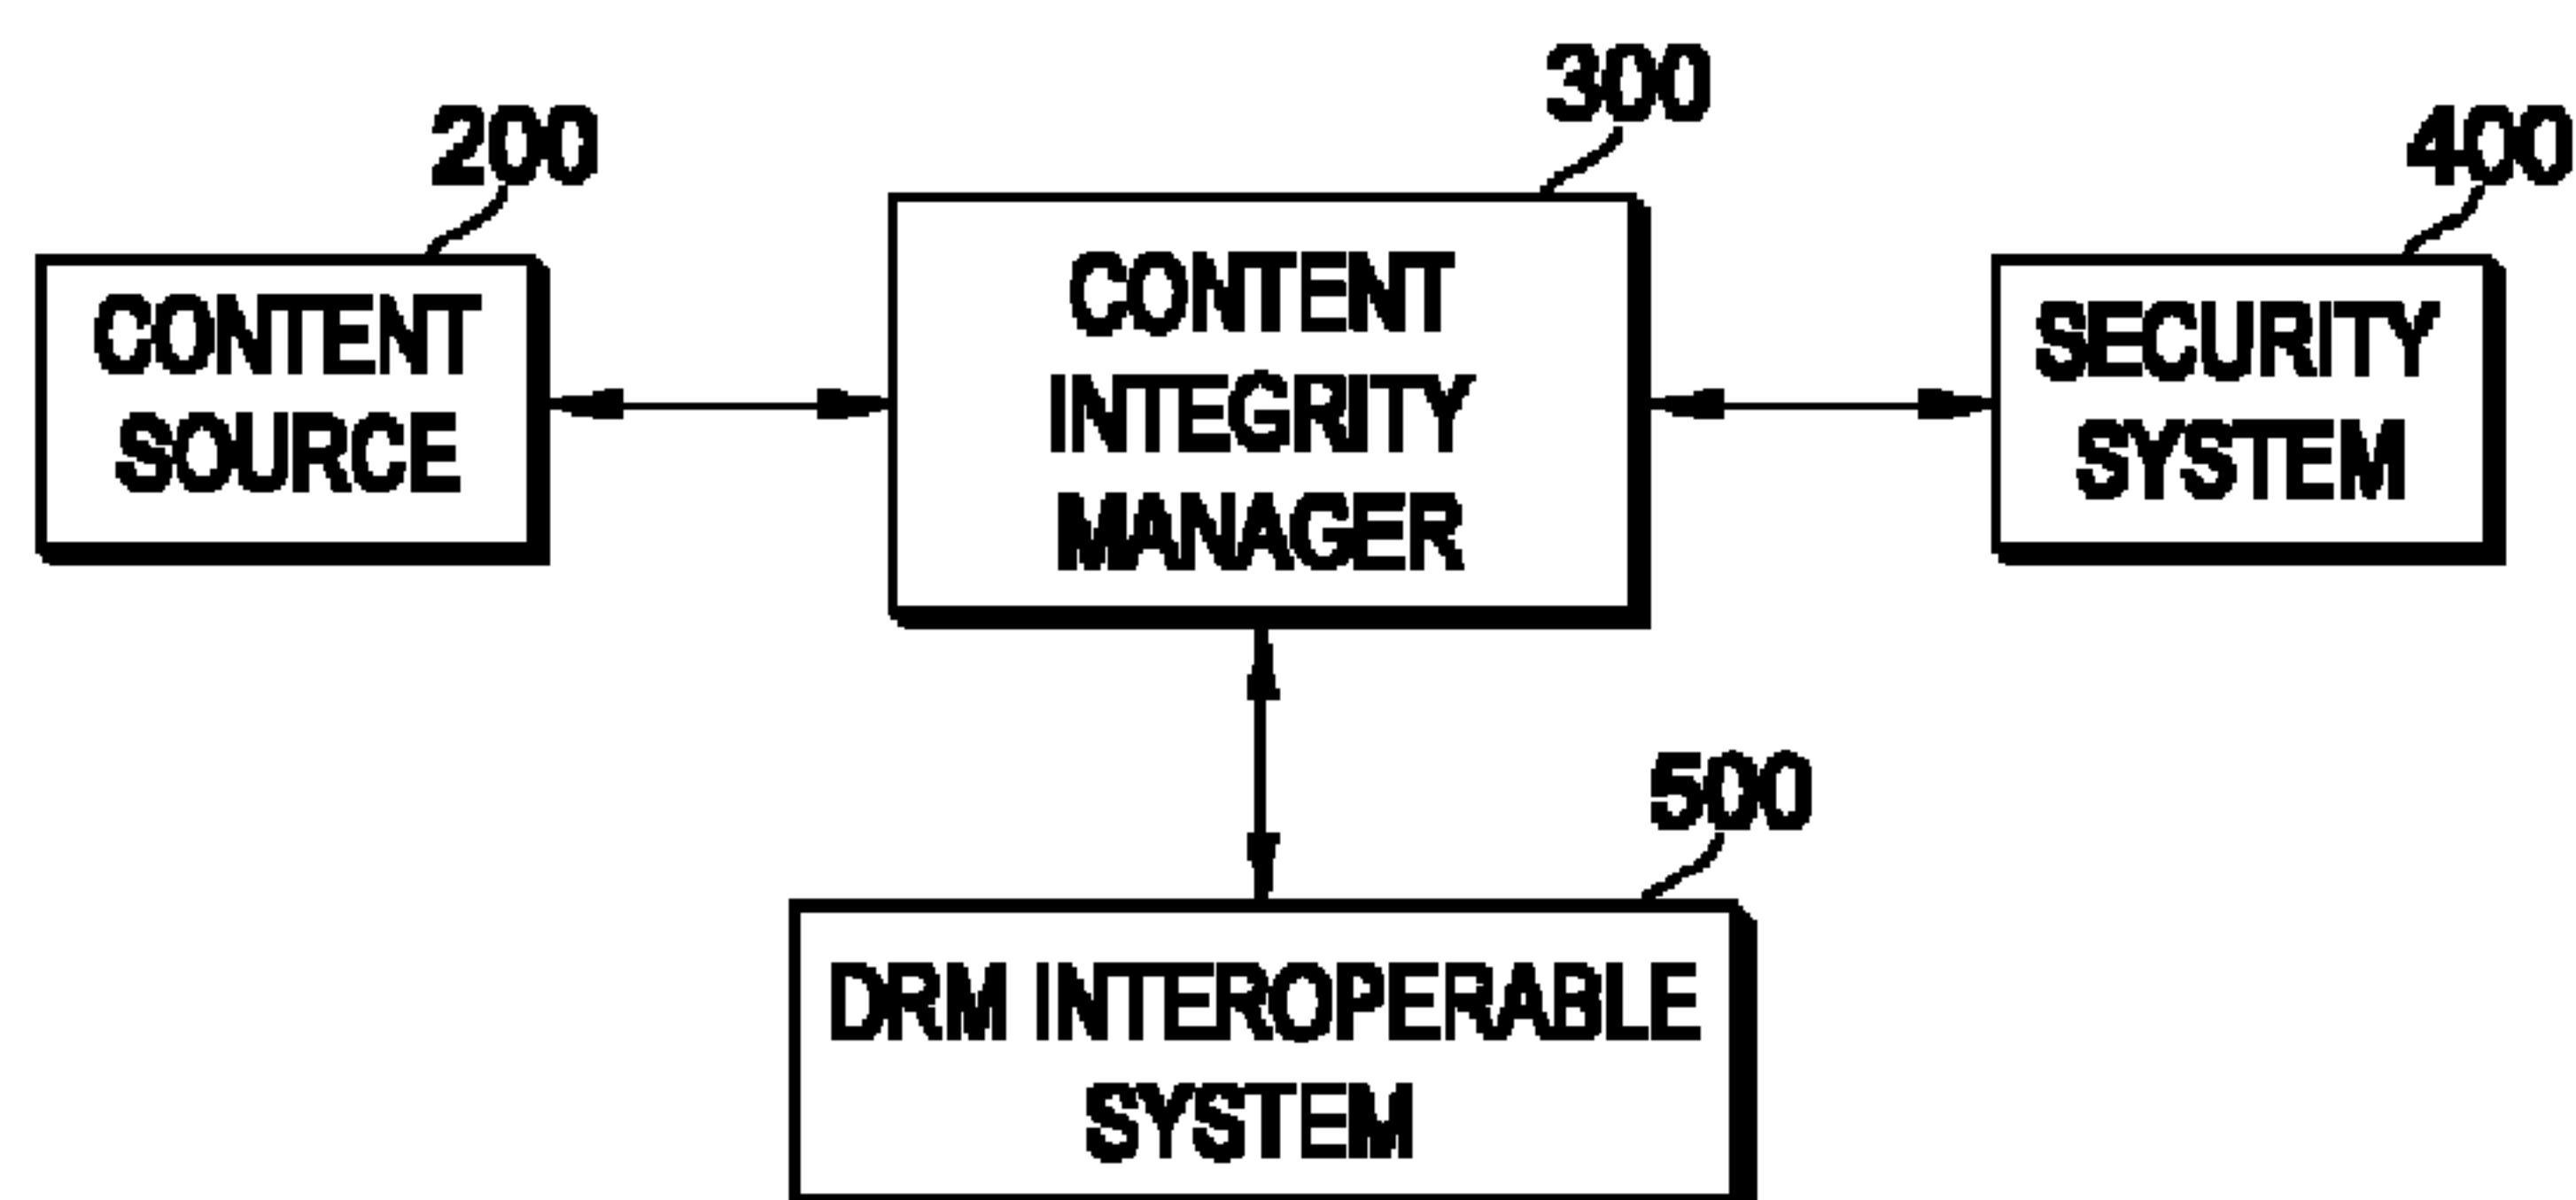 300
200
400
CONTENT
SOURCE
CONTENT
INTEGRITY
MANAGER
SECURITY
SYSTEM
500
DRM INTEROPERABLE
SYSTEM